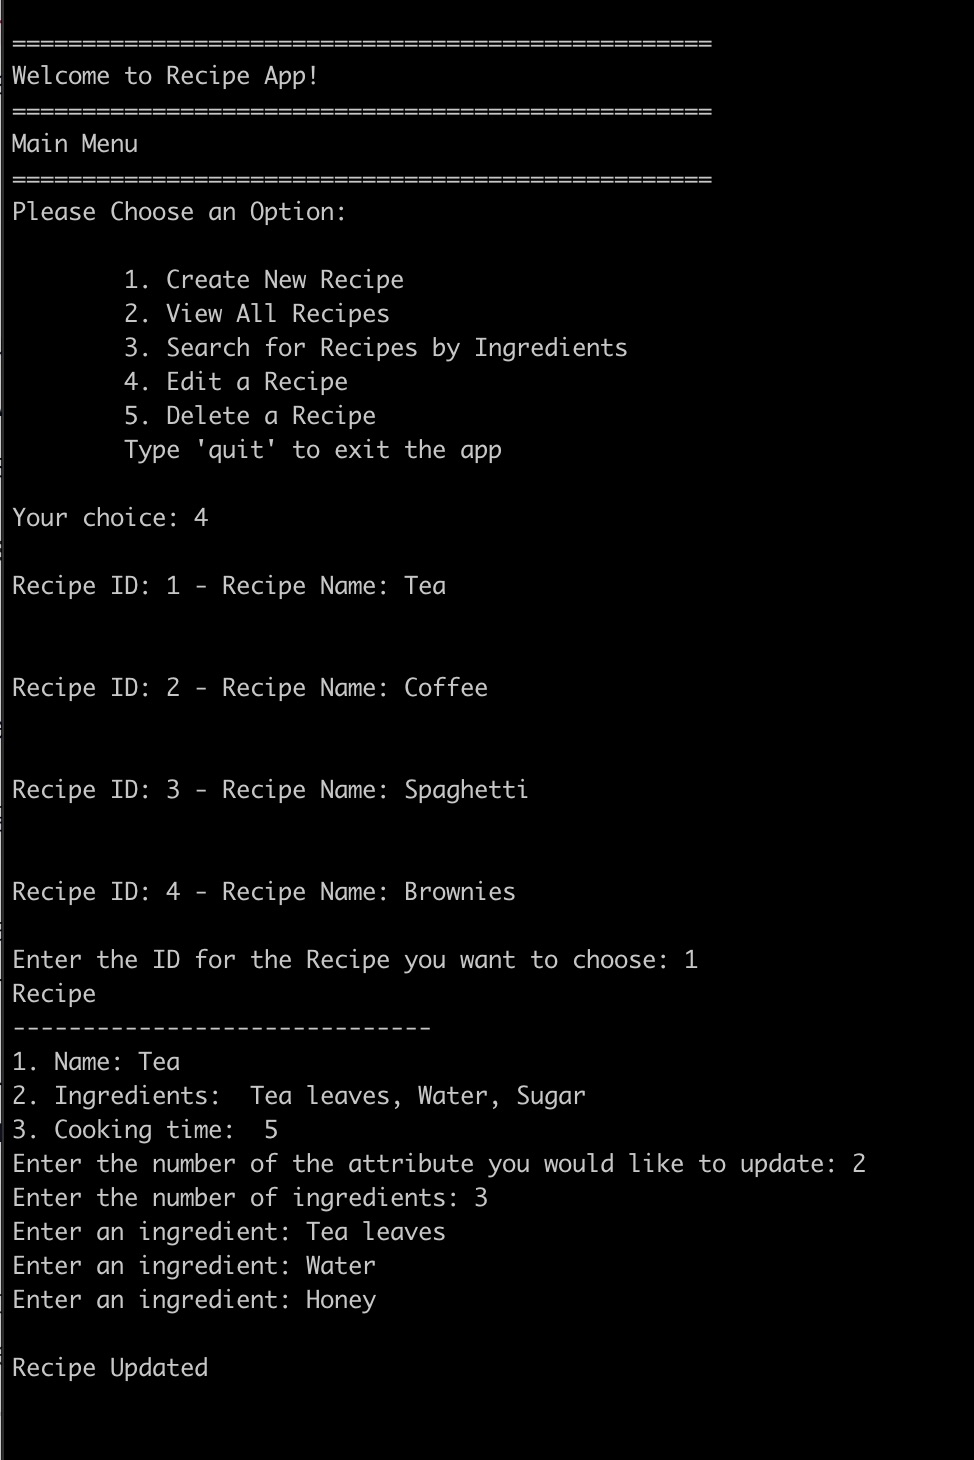 ==================================================
Welcome to Recipe App!
==================================================
Main Menu
==================================================
Please Choose an Option:
1. Create New Recipe
2. View All Recipes
3. Search for Recipes by Ingredients
4. Edit a Recipe
5. Delete a Recipe
Type 'quit' to exit the app
Your choice: 4
Recipe ID: 1 - Recipe Name: Tea
Recipe ID: 2 - Recipe Name: Coffee
Recipe ID: 3 - Recipe Name: Spaghetti
Recipe ID: 4 - Recipe Name: Brownies
Enter the ID for the Recipe you want to choose: 1
Recipe
------------------------------
1. Name: Tea
2. Ingredients:  Tea leaves, Water, Sugar
3. Cooking time:  5
Enter the number of the attribute you would like to update: 2
Enter the number of ingredients: 3
Enter an ingredient: Tea leaves
Enter an ingredient: Water
Enter an ingredient: Honey
Recipe Updated